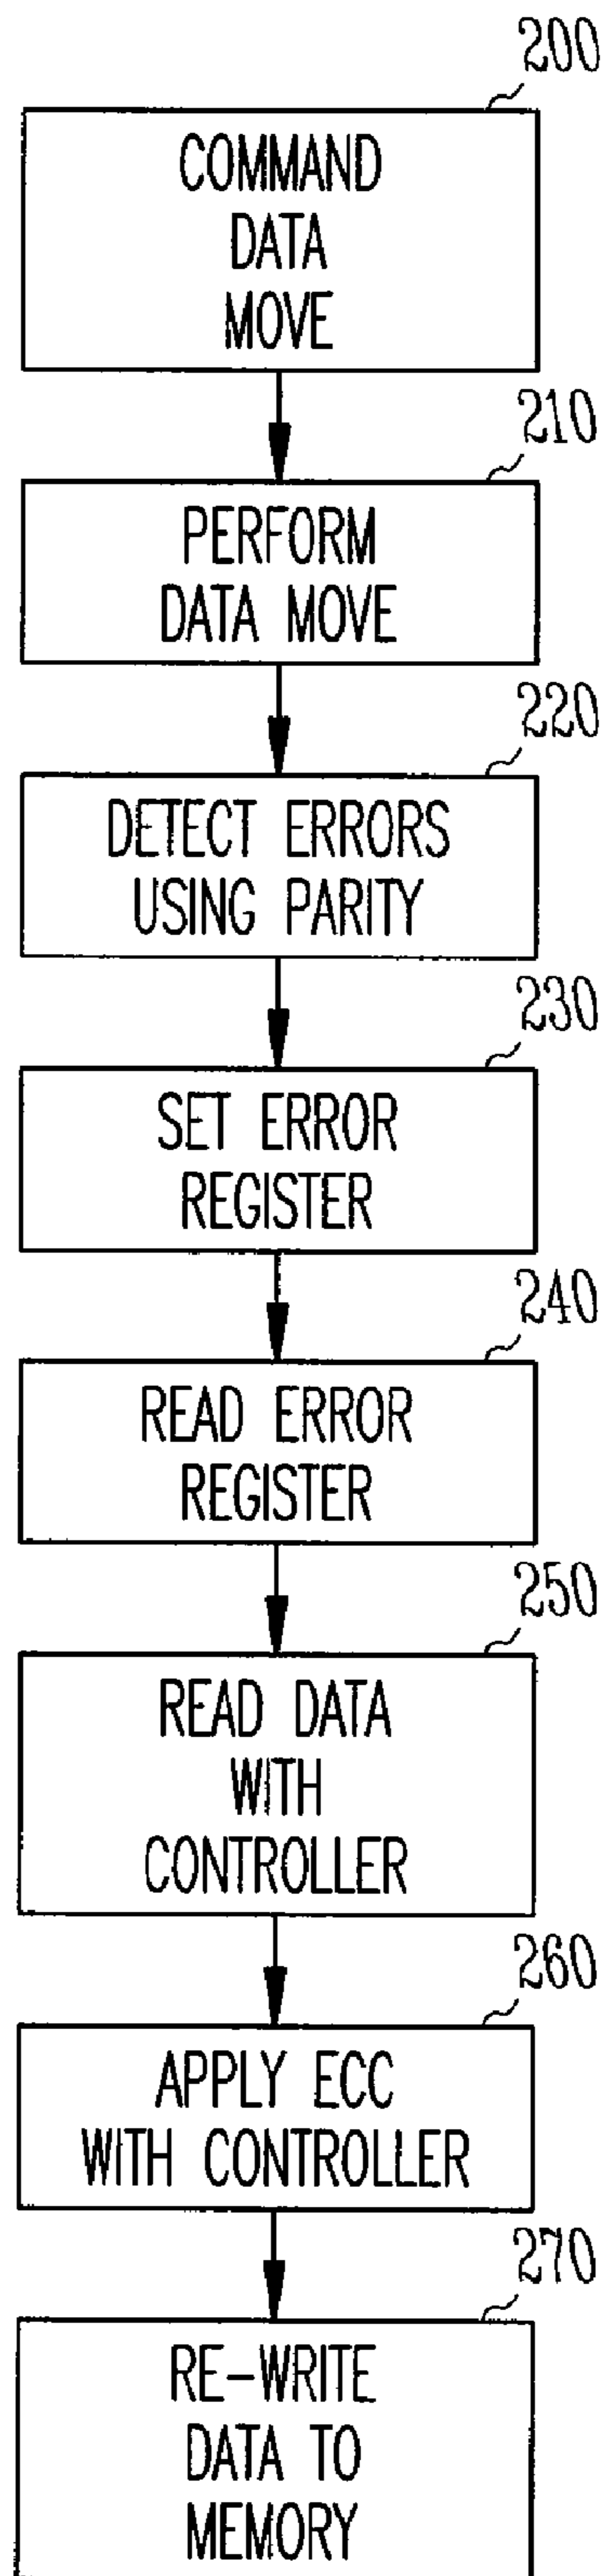 200
COMMAND
DATA
MOVE
210
PERFORM
DATA MOVE
220
DETECT ERRORS
USING PARITY
230
SET ERROR
REGISTER
240
READ ERROR
REGISTER
250
READ DATA
WITH
CONTROLLER
260
APPLY ECC
WITH CONTROLLER
270
RE-WRITE
DATA TO
MEMORY